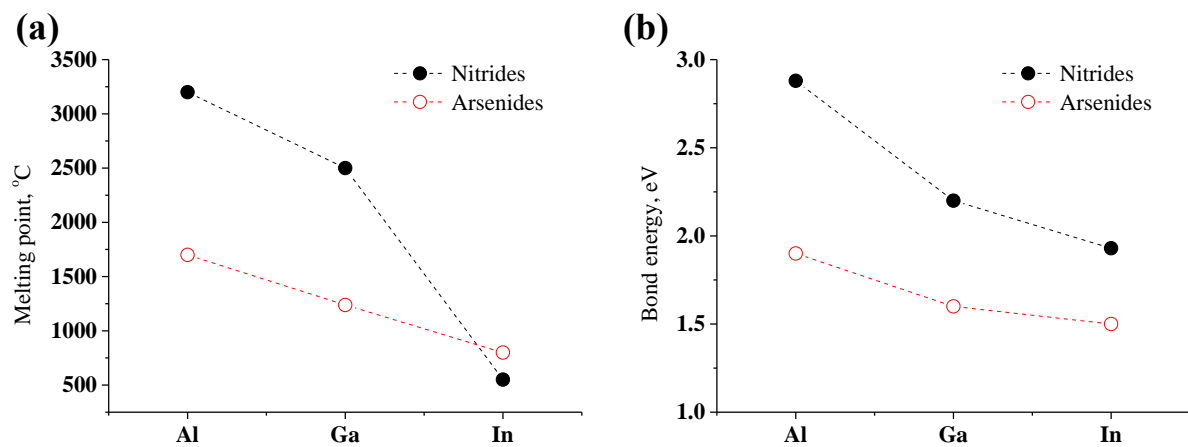 (a)
3500
3000
2500
2000
1500
1000
500
Melting point, °C
Nitrides
Arsenides
Al
Ga
In
(b)
3.0
2.5
2.0
1.5
1.0
Bond energy, eV
Nitrides
Arsenides
Al
Ga
In